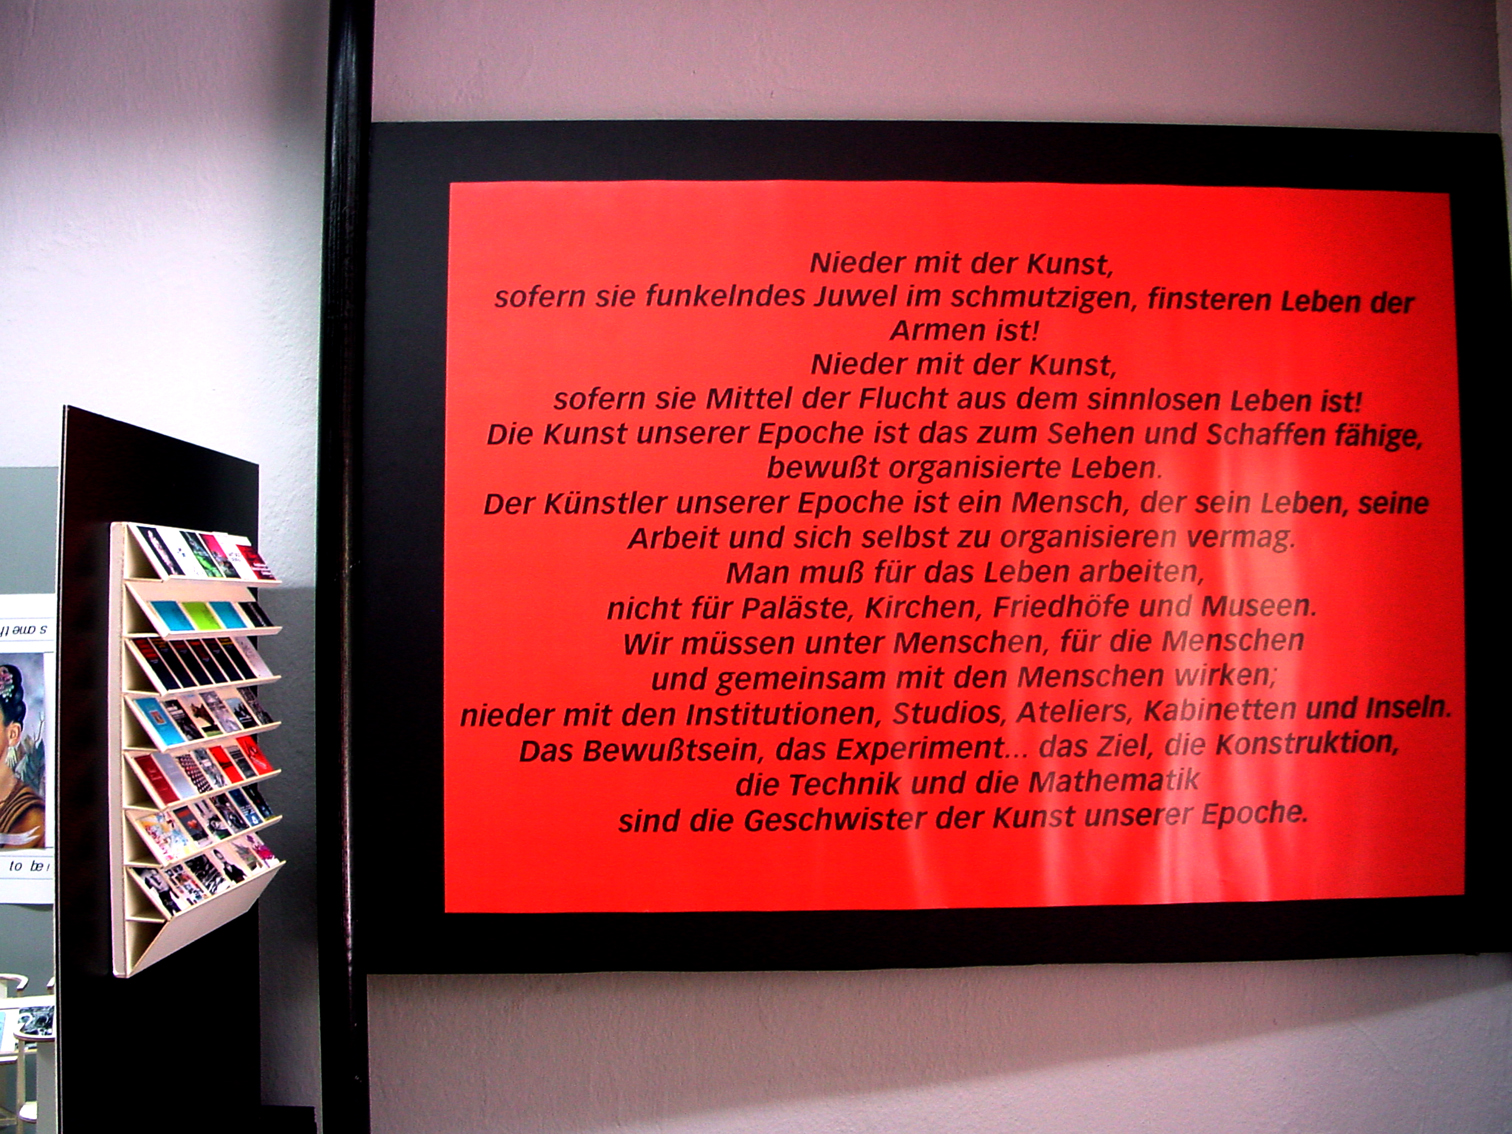 Nieder mit der Kunst,
sofern sie funkelndes Juwel im schmutzigen, finsteren Leben der
Armen ist!
Nieder mit der Kunst,
sofern sie Mittel der Flucht aus dem sinnlosen Leben ist!
Die Kunst unserer Epoche ist das zum Sehen und Schaffen fähige,
bewußt organisierte Leben.
Der Künstler unserer Epoche ist ein Mensch, der sein Leben, seine
Arbeit und sich selbst zu organisieren vermag.
Man muß für das Leben arbeiten,
nicht für Paläste, Kirchen, Friedhöfe und Museen.
Wir müssen unter Menschen, für die Menschen
und gemeinsam mit den Menschen wirken;
nieder mit den Institutionen, Studios, Ateliers, Kabinetten und Inseln.
Das Bewußtsein, das Experiment... das Ziel, die Konstruktion,
die Technik und die Mathematik
sind die Geschwister der Kunst unserer Epoche.
to be